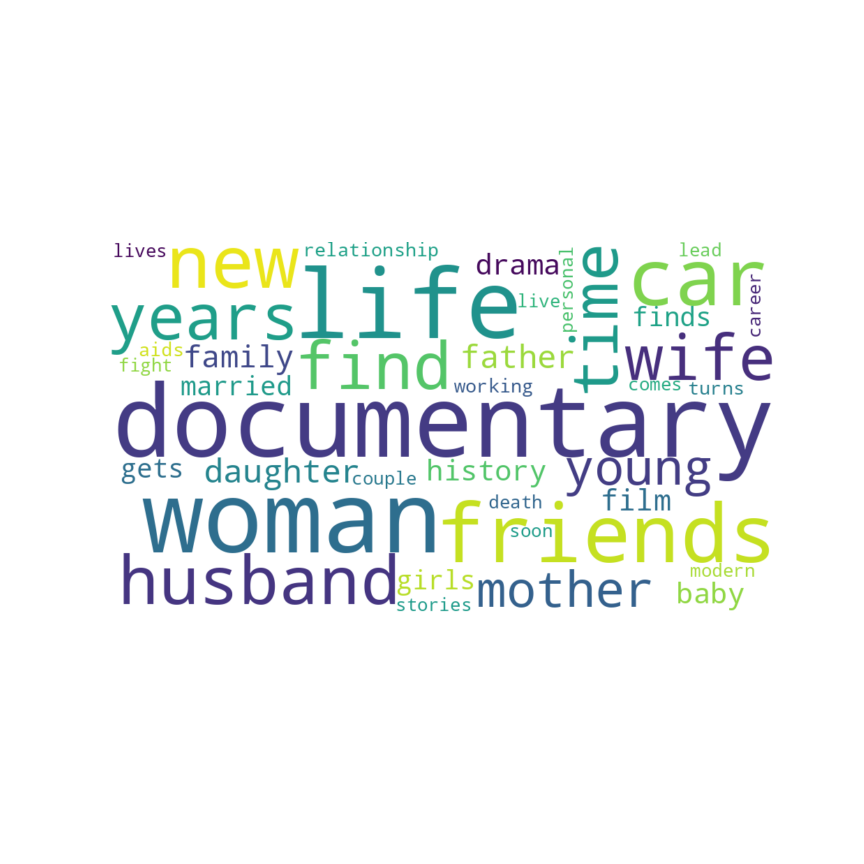 lives
new
relationship
life
drama
personal
time
lead
car
career
years
live
finds
aids
fight
family
find
father
wife
married
working
comes
turns
documentary
gets
daughter
couple
history
young
woman
death
film
friends
soon
husband
girls
stories
mother
modern
baby